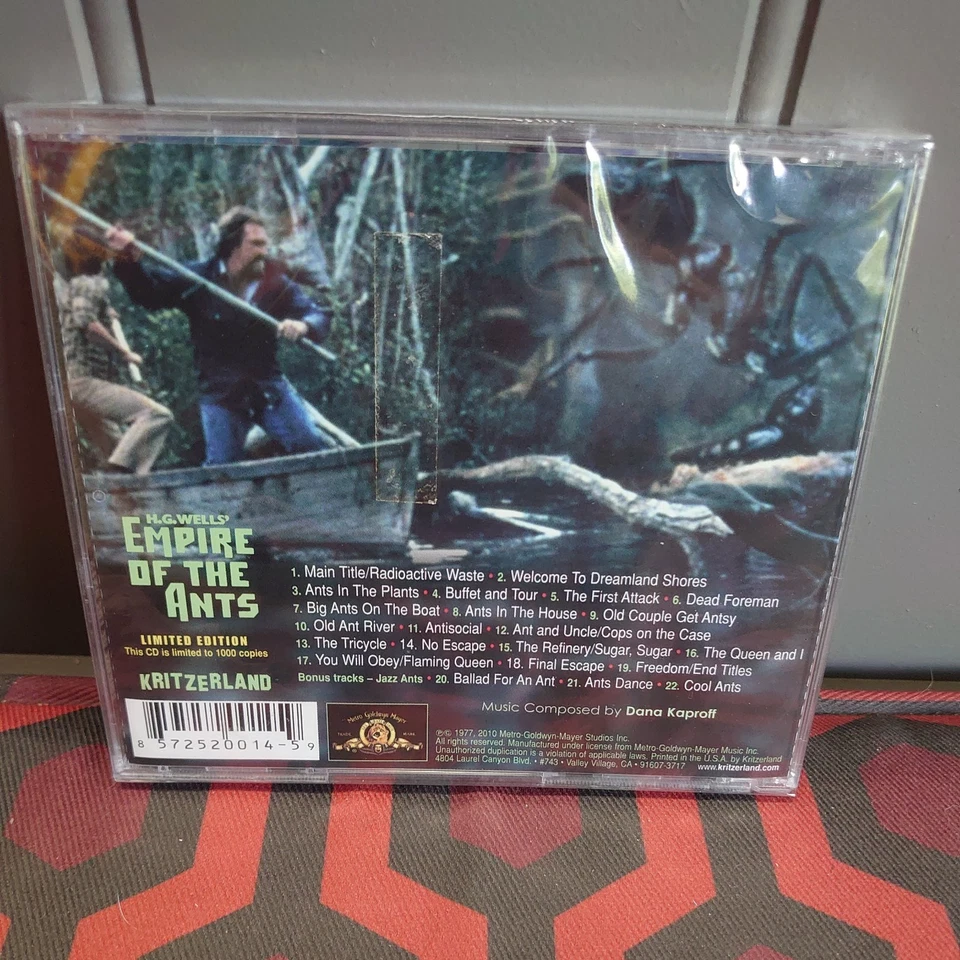 H.G.WELLS'
EMPIRE
OF THE
ANTS
LIMITED EDITION
This CD is limited to 1000 copies
KRITZERLAND
1. Main Title/Radioactive Waste • 2. Welcome To Dreamland Shores
3. Ants In The Plants • 4. Buffet and Tour • 5. The First Attack • 6. Dead Foreman
7. Big Ants On The Boat • 8. Ants In The House • 9. Old Couple Get Antsy
10. Old Ant River • 11. Antisocial • 12. Ant and Uncle/Cops on the Case
13. The Tricycle • 14. No Escape • 15. The Refinery/Sugar, Sugar • 16. The Queen and I
17. You Will Obey/Flaming Queen • 18. Final Escape • 19. Freedom/End Titles
Bonus tracks – Jazz Ants • 20. Ballad For An Ant • 21. Ants Dance • 22. Cool Ants
Music Composed by Dana Kaproff
8 572520014-5 9
Metro Goldwyn Mayer
TRADE MARK
℗© 1977, 2010 Metro-Goldwyn-Mayer Studios Inc.
All rights reserved. Manufactured under license from Metro-Goldwyn-Mayer Music Inc.
Unauthorized duplication is a violation of applicable laws. Printed in the U.S.A. by Kritzerland
4804 Laurel Canyon Blvd. • #743 • Valley Village, CA • 91607-3717 www.kritzerland.com